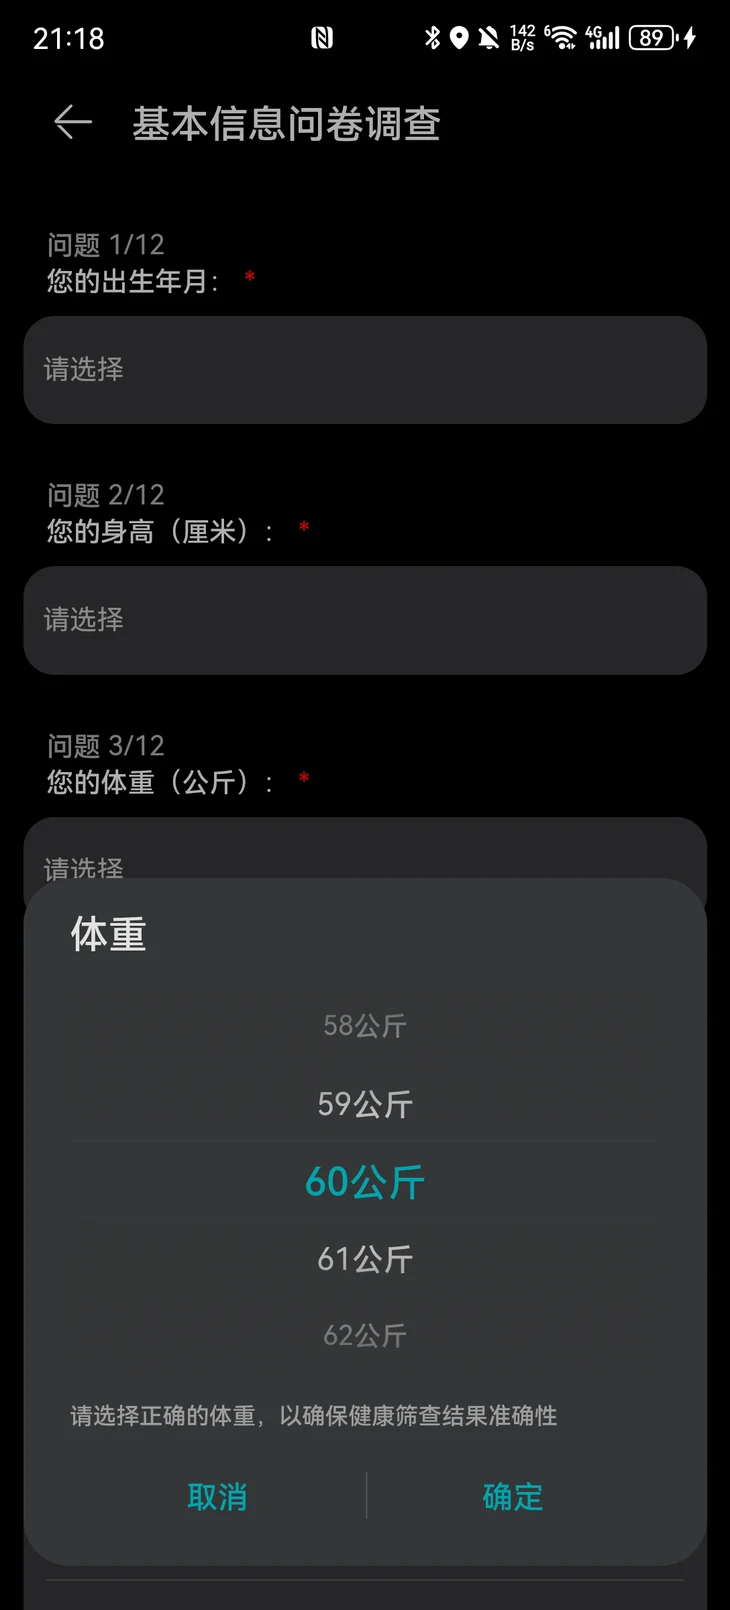 21:18
142 B/s
6
4G
89
基本信息问卷调查
问题 1/12
您的出生年月： *
请选择
问题 2/12
您的身高（厘米）： *
请选择
问题 3/12
您的体重（公斤）： *
请选择
体重
58公斤
59公斤
60公斤
61公斤
62公斤
请选择正确的体重，以确保健康筛查结果准确性
取消
确定